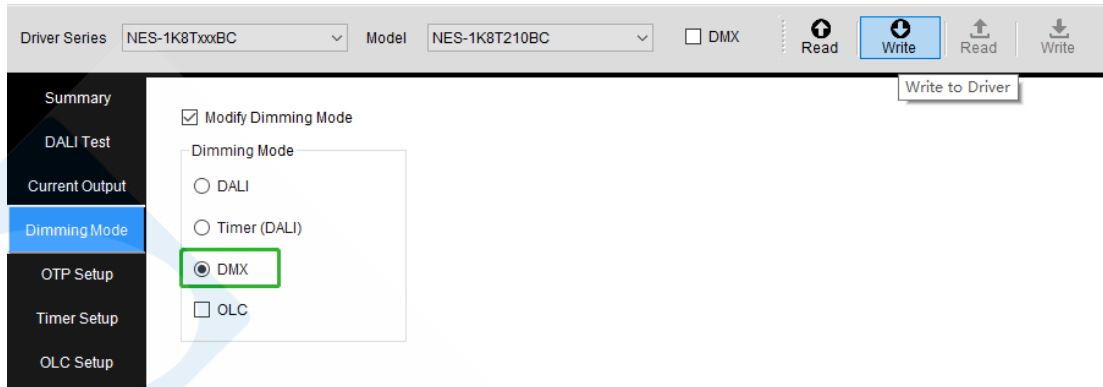 Driver Series NES-1K8TxxxBC Model NES-1K8T210BC DMX Read Write Read Write
Write to Driver
Summary
DALI Test
Current Output
Dimming Mode
OTP Setup
Timer Setup
OLC Setup
Modify Dimming Mode
Dimming Mode
DALI
Timer (DALI)
DMX
OLC